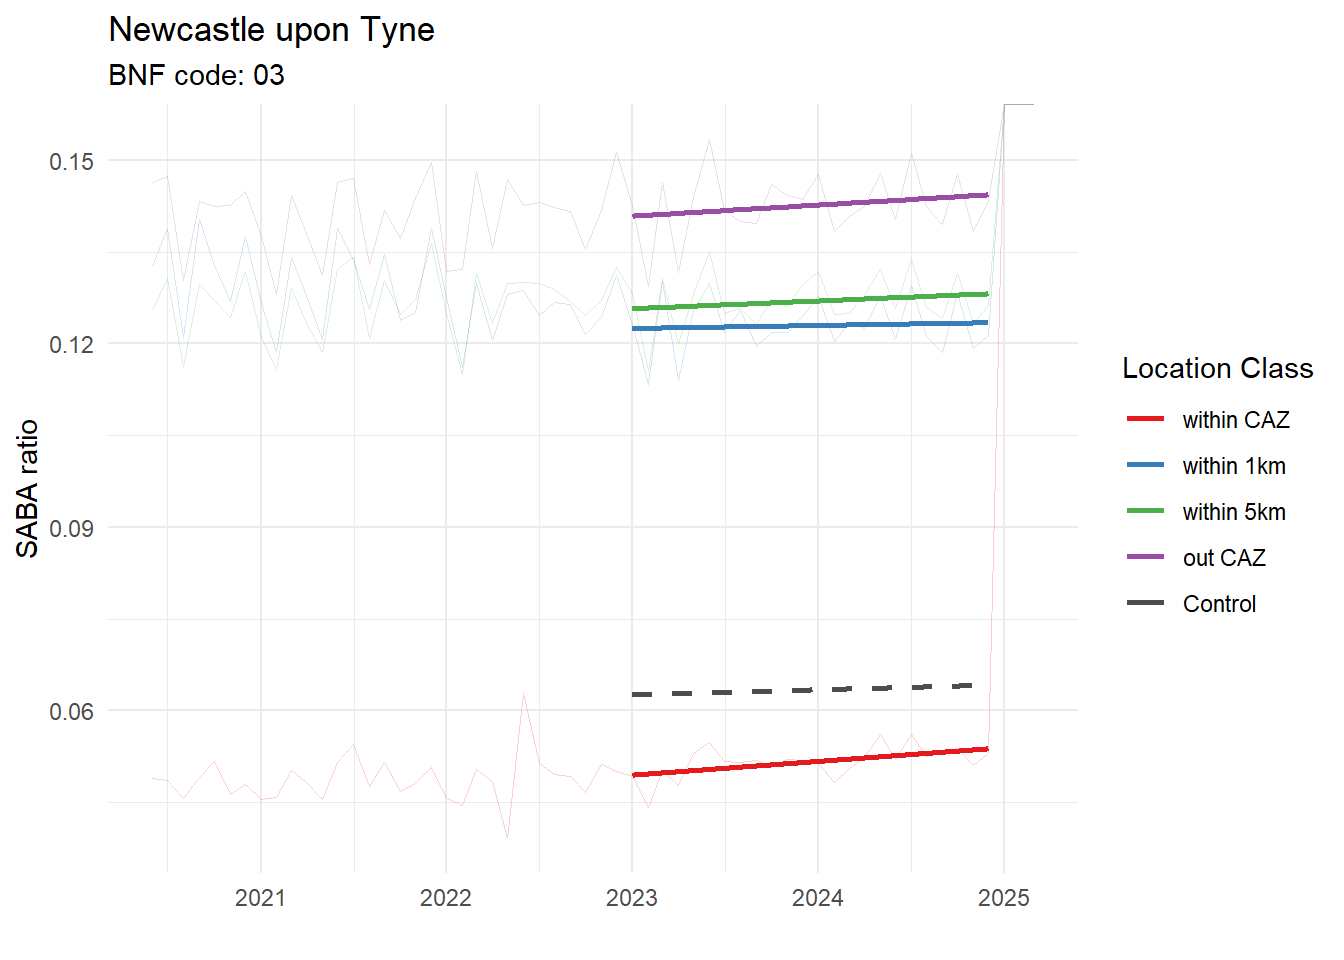 Newcastle upon Tyne
BNF code: 03
0.15
0.12
0.09
0.06
SABA ratio
2021
2022
2023
2024
2025
Location Class
within CAZ
within 1km
within 5km
out CAZ
Control